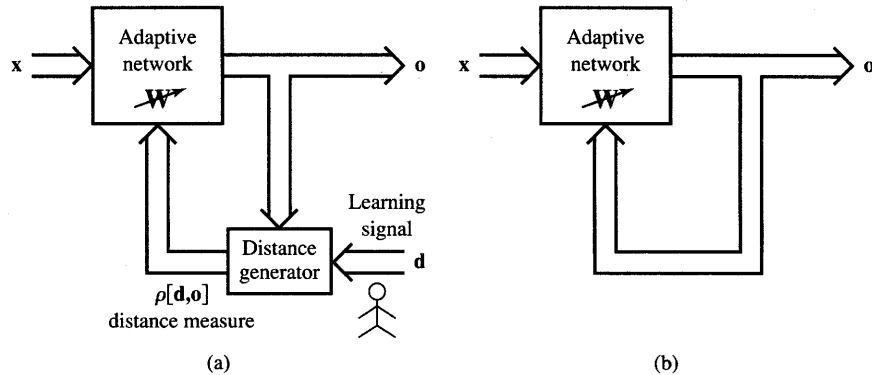 Adaptive
network
x
o
W
Learning
signal
Distance
generator
d
ρ[d,o]
distance measure
(a)
Adaptive
network
x
o
W
(b)